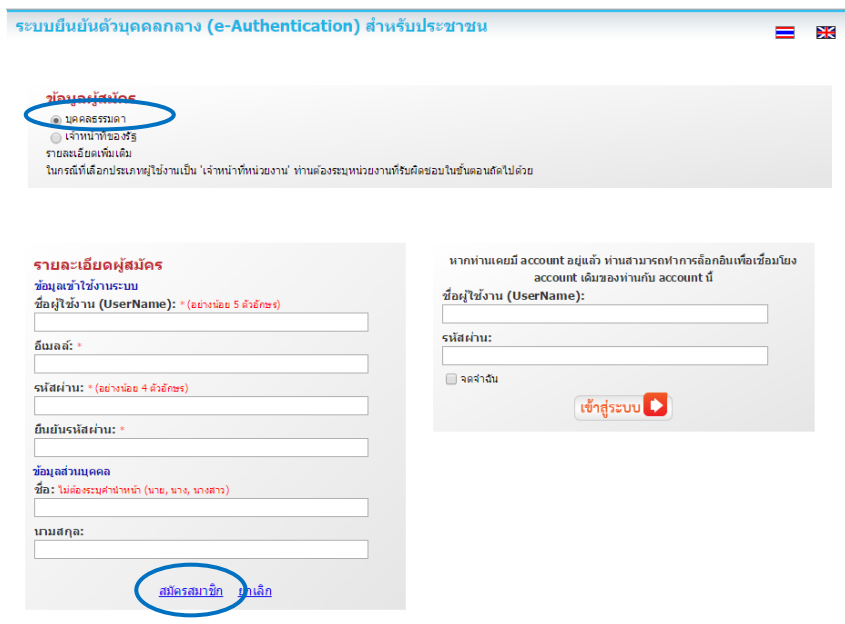 ระบบยืนยันตัวบุคคลกลาง (e-Authentication) สำหรับประชาชน
ข้อมูลผู้สมัคร
บุคคลธรรมดา
เจ้าหน้าที่ของรัฐ
รายละเอียดเพิ่มเติม
ในกรณีที่เลือกประเภทผู้ใช้งานเป็น 'เจ้าหน้าที่หน่วยงาน' ท่านต้องระบุหน่วยงานที่รับผิดชอบในขั้นตอนถัดไปด้วย
รายละเอียดผู้สมัคร
ข้อมูลเข้าใช้งานระบบ
ชื่อผู้ใช้งาน (UserName): * (อย่างน้อย 5 ตัวอักษร)
อีเมลล์: *
รหัสผ่าน: * (อย่างน้อย 4 ตัวอักษร)
ยืนยันรหัสผ่าน: *
ข้อมูลส่วนบุคคล
ชื่อ: ไม่ต้องระบุคำนำหน้า (นาย, นาง, นางสาว)
นามสกุล:
สมัครสมาชิก ยกเลิก
หากท่านเคยมี account อยู่แล้ว ท่านสามารถทำการล็อกอินเพื่อเชื่อมโยง
account เดิมของท่านกับ account นี้
ชื่อผู้ใช้งาน (UserName):
รหัสผ่าน:
จดจำฉัน
เข้าสู่ระบบ